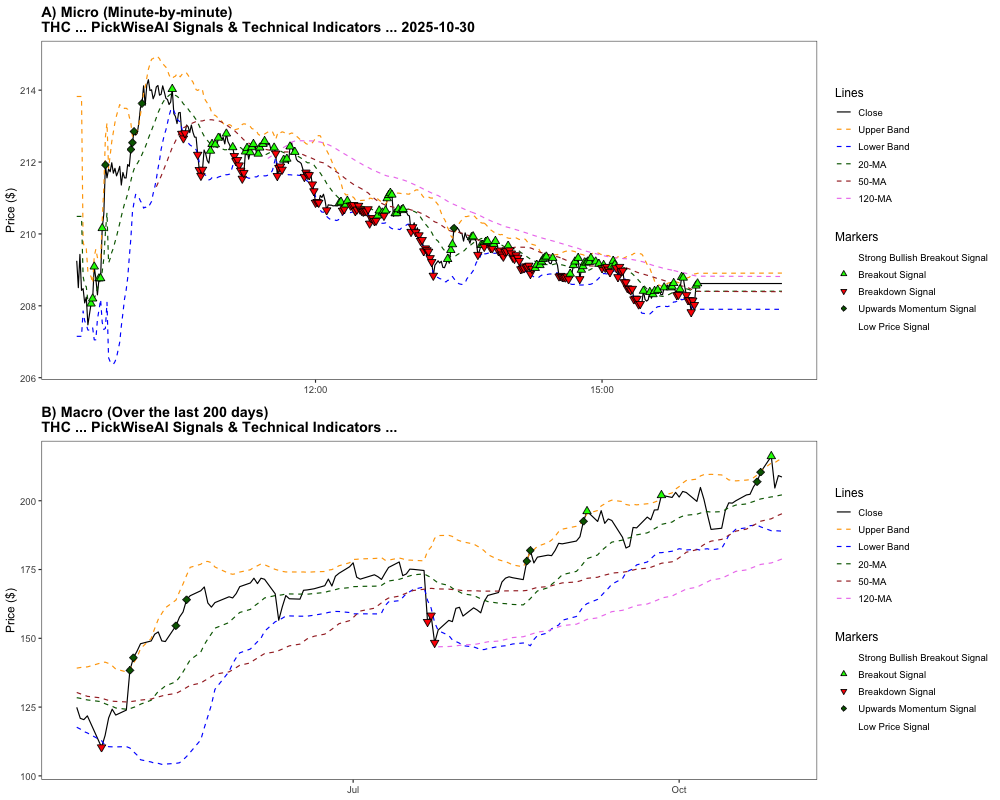 A) Micro (Minute-by-minute)
THC ... PickWiseAI Signals & Technical Indicators ... 2025-10-30
Price ($)
214
212
210
208
206
12:00
15:00
Lines
Close
Upper Band
Lower Band
20-MA
50-MA
120-MA
Markers
Strong Bullish Breakout Signal
Breakout Signal
Breakdown Signal
Upwards Momentum Signal
Low Price Signal
B) Macro (Over the last 200 days)
THC ... PickWiseAI Signals & Technical Indicators ...
Price ($)
200
175
150
125
100
Jul
Oct
Lines
Close
Upper Band
Lower Band
20-MA
50-MA
120-MA
Markers
Strong Bullish Breakout Signal
Breakout Signal
Breakdown Signal
Upwards Momentum Signal
Low Price Signal